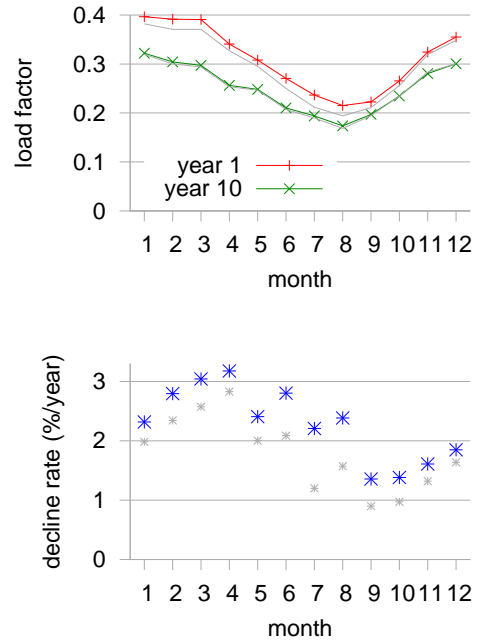 0.4
0.3
0.2
0.1
0
load factor
year 1
year 10
1 2 3 4 5 6 7 8 9 10 11 12
month
3
2
1
0
decline rate (%/year)
1 2 3 4 5 6 7 8 9 10 11 12
month